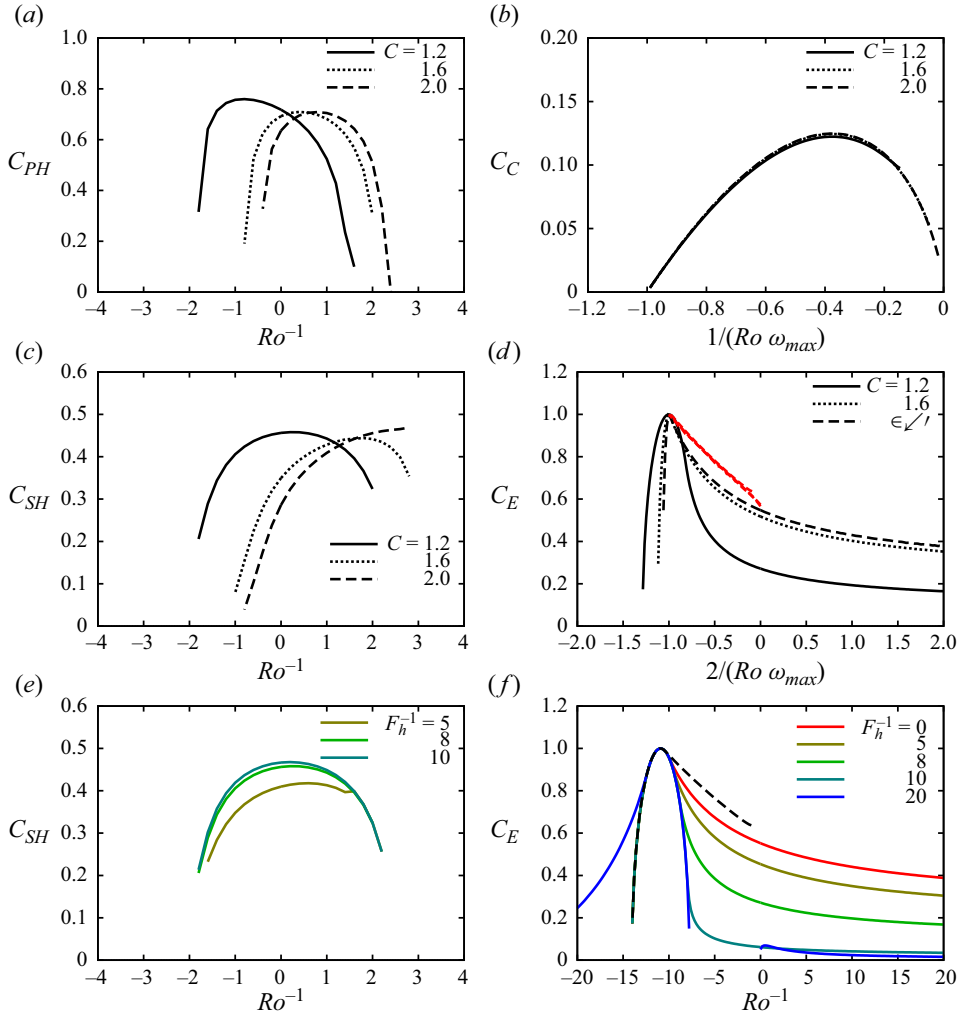 (a)
1.0
0.8
0.6
0.4
0.2
0
C_PH
C = 1.2
1.6
2.0
–4 –3 –2 –1 0 1 2 3 4
Ro⁻¹
(b)
0.20
0.15
0.10
0.05
0
C_C
C = 1.2
1.6
2.0
–1.2 –1.0 –0.8 –0.6 –0.4 –0.2 0
1/(Ro ω_max)
(c)
0.6
0.5
0.4
0.3
0.2
0.1
0
C_SH
C = 1.2
1.6
2.0
–4 –3 –2 –1 0 1 2 3 4
Ro⁻¹
(d)
1.2
1.0
0.8
0.6
0.4
0.2
0
C_E
C = 1.2
1.6
–2.0 –1.5 –1.0 –0.5 0 0.5 1.0 1.5 2.0
2/(Ro ω_max)
(e)
0.6
0.5
0.4
0.3
0.2
0.1
0
C_SH
F_h⁻¹ = 5
8
10
–4 –3 –2 –1 0 1 2 3 4
Ro⁻¹
(f)
1.2
1.0
0.8
0.6
0.4
0.2
0
C_E
F_h⁻¹ = 0
5
8
10
20
–20 –15 –10 –5 0 5 10 15 20
Ro⁻¹